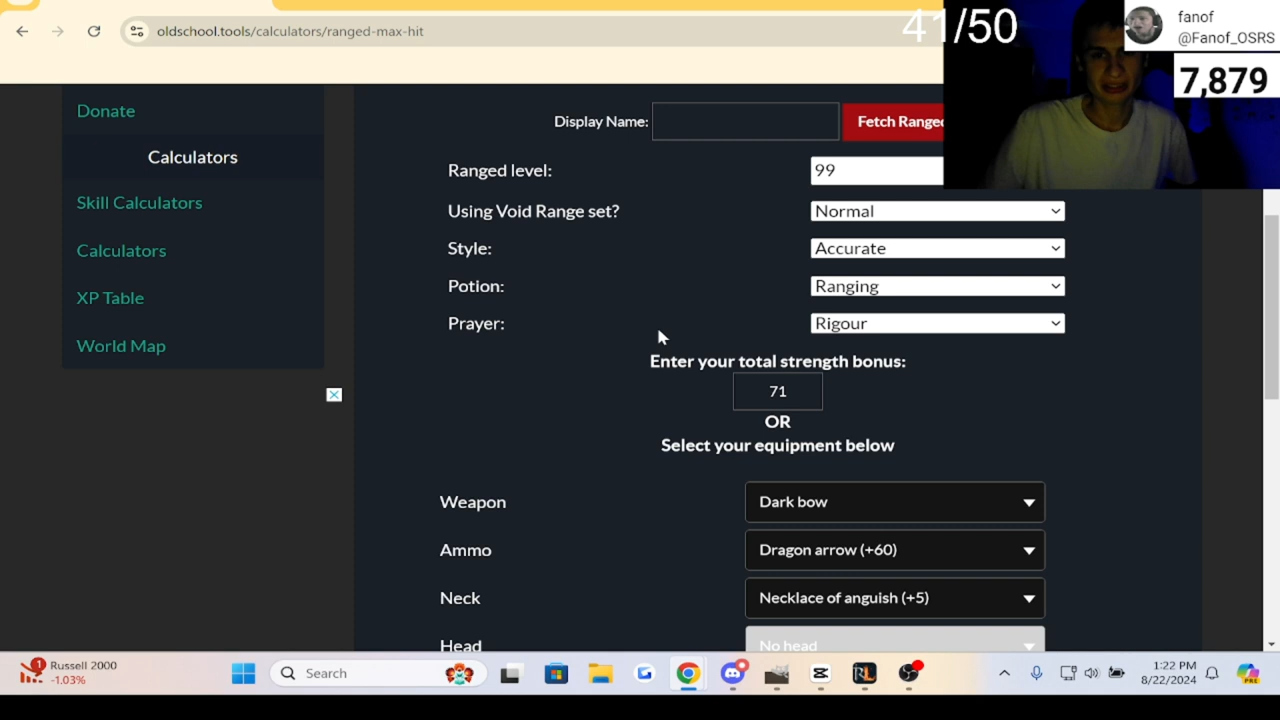 oldschool.tools/calculators/ranged-max-hit
41/50
fanof
@Fanof_OSRS
7,879
Donate
Calculators
Skill Calculators
Calculators
XP Table
World Map
Display Name:
Fetch Ranged
Ranged level:
99
Using Void Range set?
Normal
Style:
Accurate
Potion:
Ranging
Prayer:
Rigour
Enter your total strength bonus:
71
OR
Select your equipment below
Weapon
Dark bow
Ammo
Dragon arrow (+60)
Neck
Necklace of anguish (+5)
Head
No head
1
Russell 2000
-1.03%
Search
1:22 PM
8/22/2024
PRE